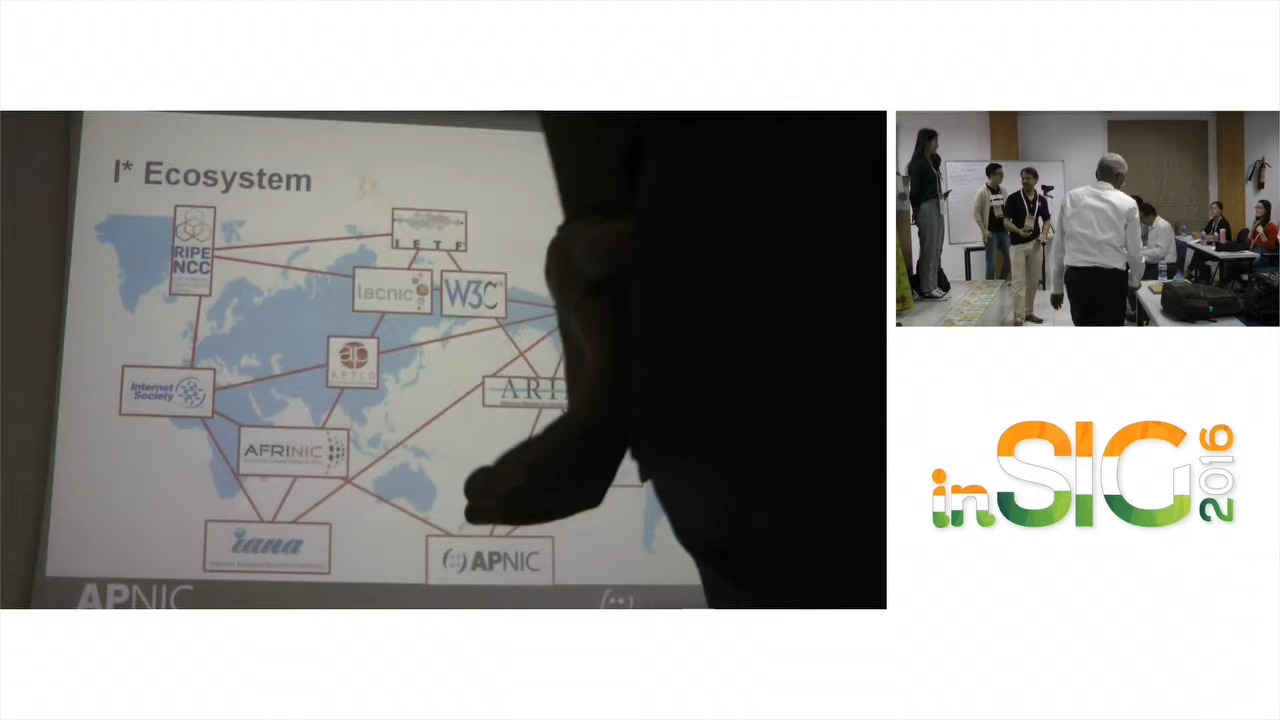 I* Ecosystem
RIPE
NCC
IETF
lacnic
W3C
APTLD
Internet
Society
AFRINIC
iana
APNIC
APNIC
(··)
inSIG 2016